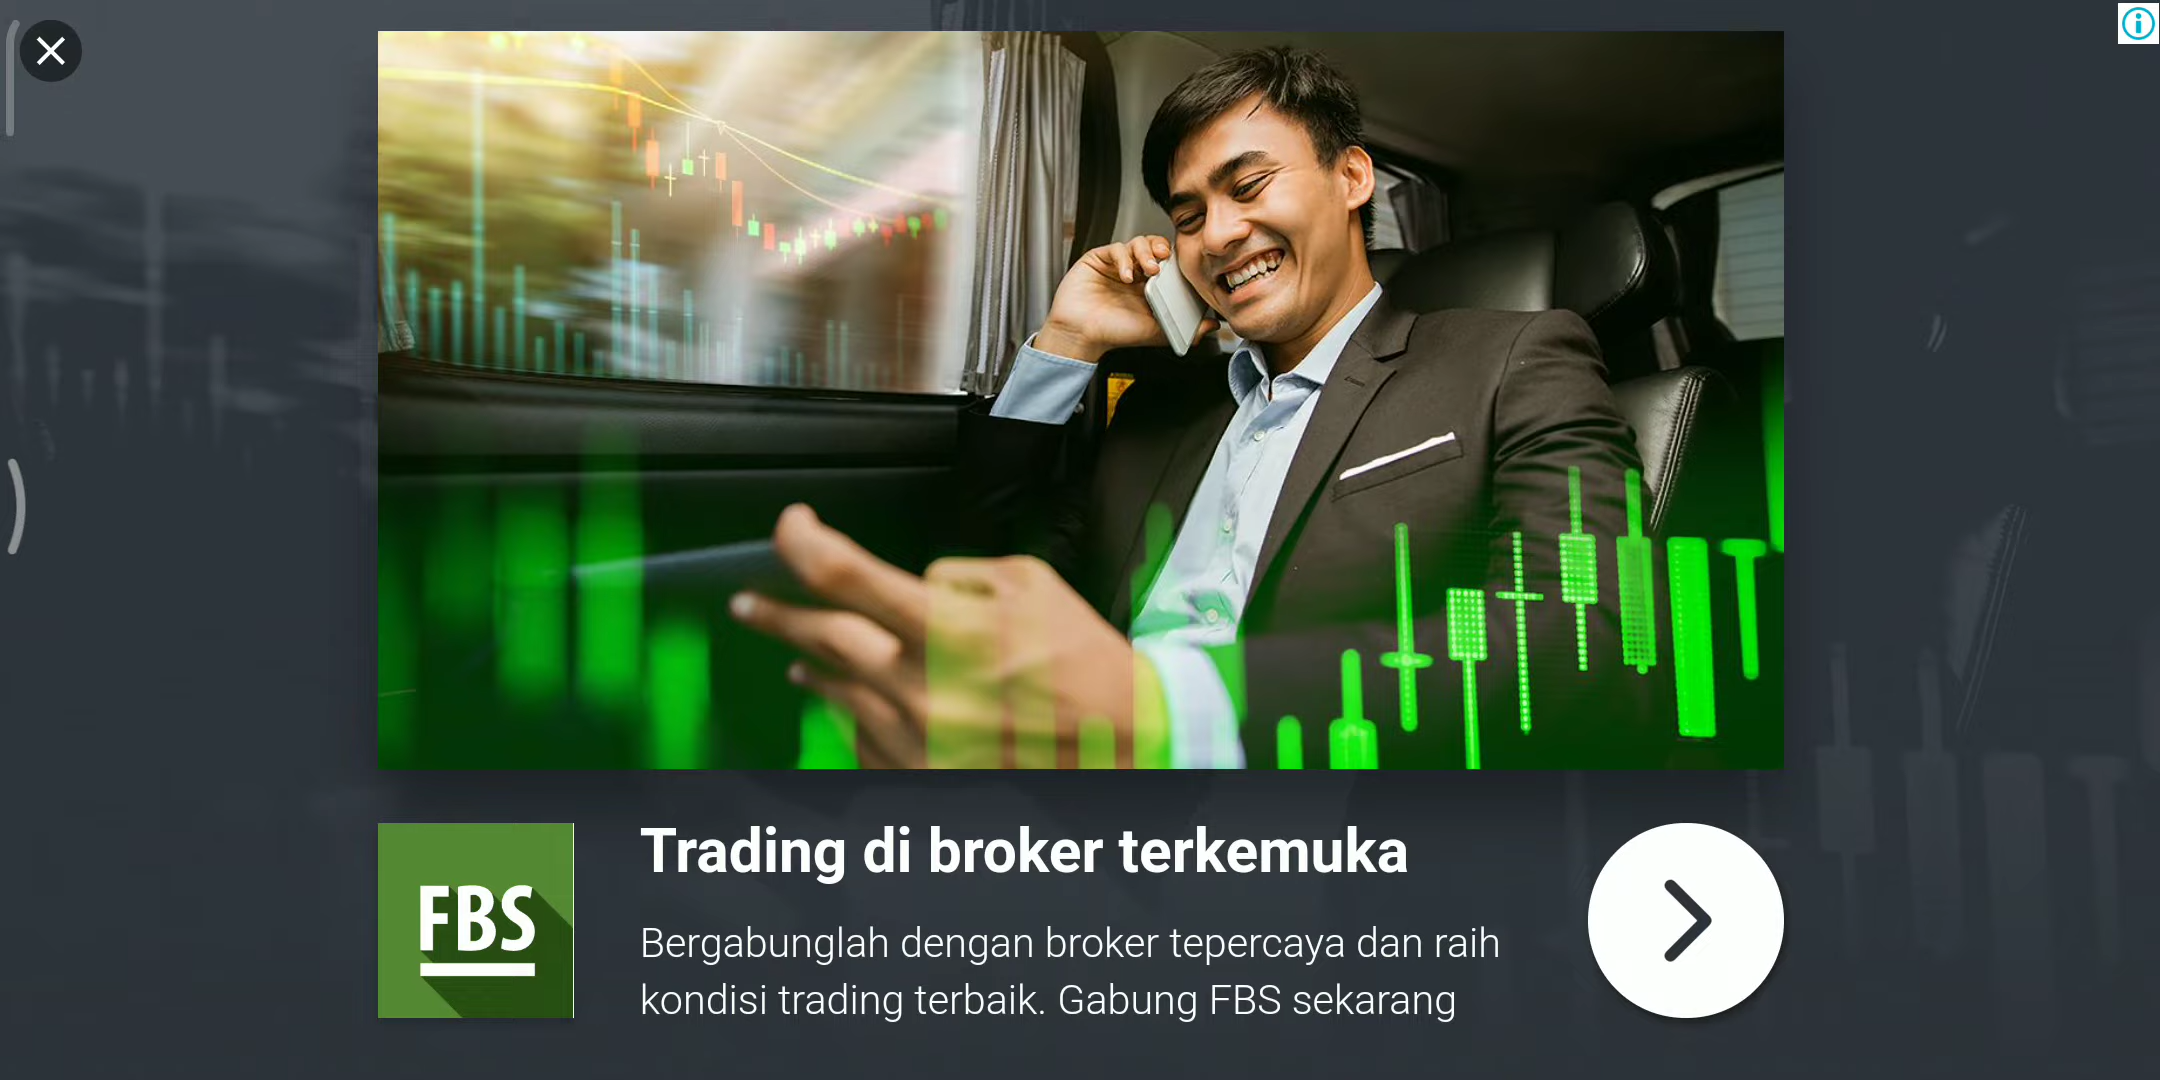 FBS
Trading di broker terkemuka
Bergabunglah dengan broker tepercaya dan raih
kondisi trading terbaik. Gabung FBS sekarang